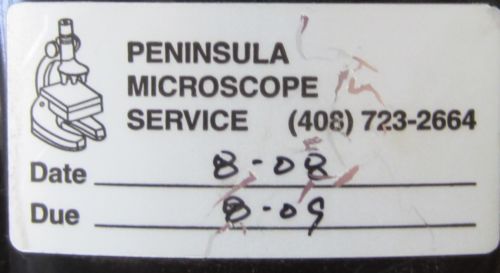 PENINSULA
MICROSCOPE
SERVICE (408) 723-2664
Date 8-08
Due 8-09